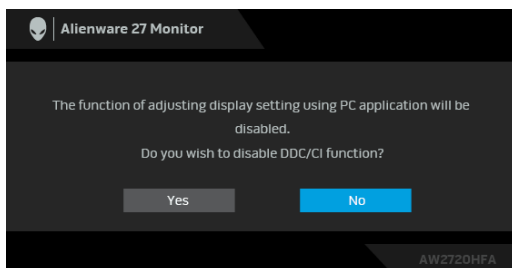 Alienware 27 Monitor
The function of adjusting display setting using PC application will be
disabled.
Do you wish to disable DDC/CI function?
Yes
No
AW2720HFA